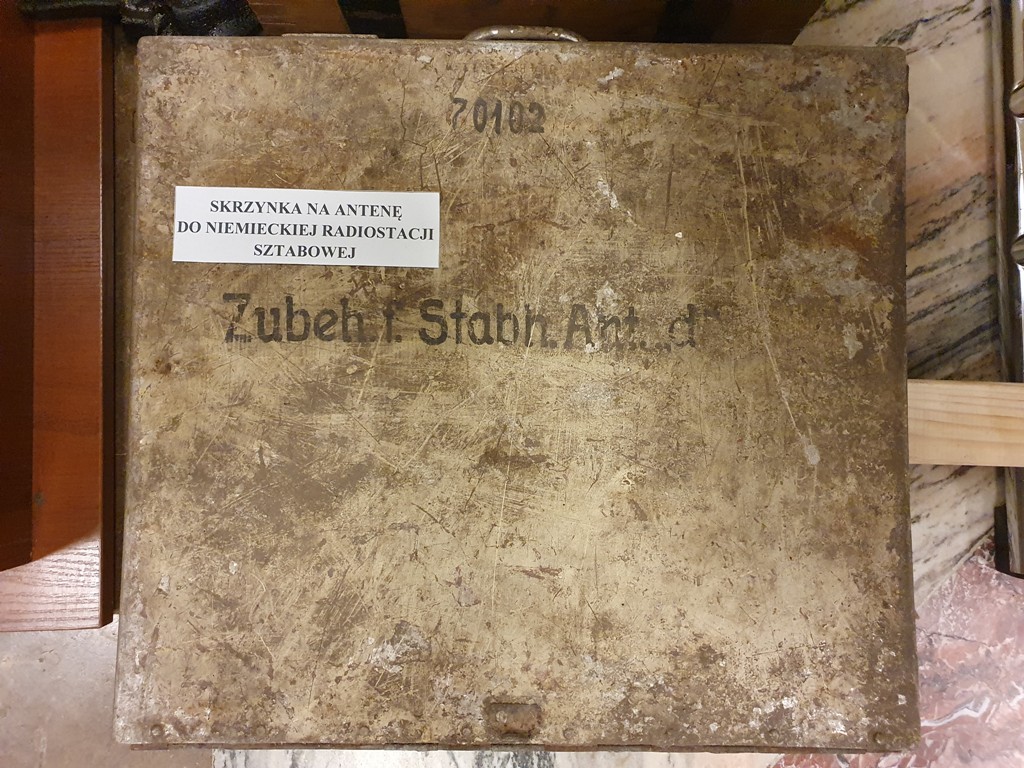 70102
SKRZYNKA NA ANTENĘ
DO NIEMIECKIEJ RADIOSTACJI
SZTABOWEJ
Zubeh. f. Stabh. Ant. „d“